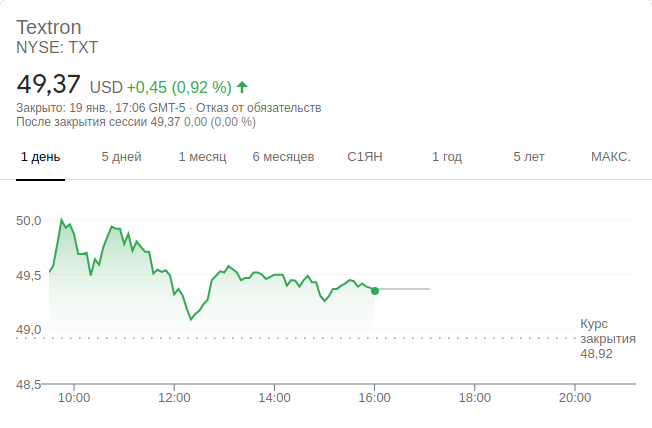 Textron
NYSE: TXT
49,37 USD +0,45 (0,92 %)
Закрыто: 19 янв., 17:06 GMT-5 · Отказ от обязательств
После закрытия сессии 49,37 0,00 (0,00 %)
1 день 5 дней 1 месяц 6 месяцев С1ЯН 1 год 5 лет МАКС.
50,0
49,5
49,0
Курс
закрытия
48,92
48,5
10:00 12:00 14:00 16:00 18:00 20:00